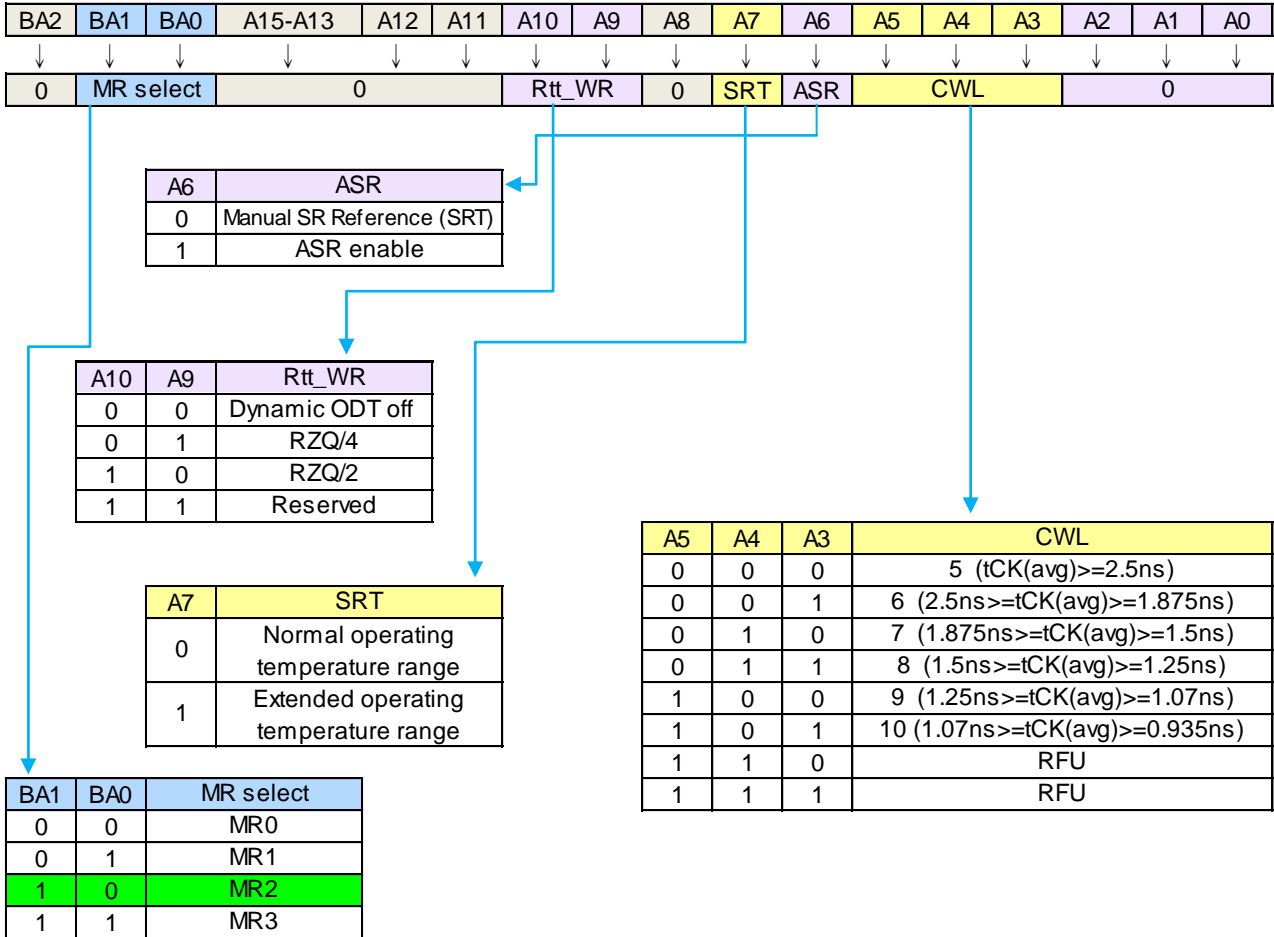 BA2 BA1 BA0 A15-A13 A12 A11 A10 A9 A8 A7 A6 A5 A4 A3 A2 A1 A0
0 MR select 0 Rtt_WR 0 SRT ASR CWL 0
A6 ASR
0 Manual SR Reference (SRT)
1 ASR enable
A10 A9 Rtt_WR
0 0 Dynamic ODT off
0 1 RZQ/4
1 0 RZQ/2
1 1 Reserved
A7 SRT
0 Normal operating
temperature range
1 Extended operating
temperature range
A5 A4 A3 CWL
0 0 0 5 (tCK(avg)>=2.5ns)
0 0 1 6 (2.5ns>=tCK(avg)>=1.875ns)
0 1 0 7 (1.875ns>=tCK(avg)>=1.5ns)
0 1 1 8 (1.5ns>=tCK(avg)>=1.25ns)
1 0 0 9 (1.25ns>=tCK(avg)>=1.07ns)
1 0 1 10 (1.07ns>=tCK(avg)>=0.935ns)
1 1 0 RFU
1 1 1 RFU
BA1 BA0 MR select
0 0 MR0
0 1 MR1
1 0 MR2
1 1 MR3